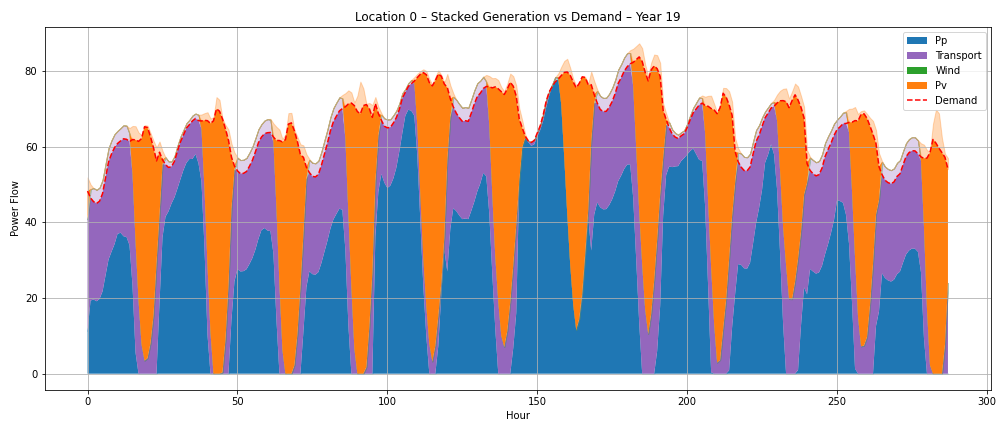 Location 0 – Stacked Generation vs Demand – Year 19
Power Flow
80
60
40
20
0
0
50
100
150
200
250
300
Hour
Pp
Transport
Wind
Pv
Demand